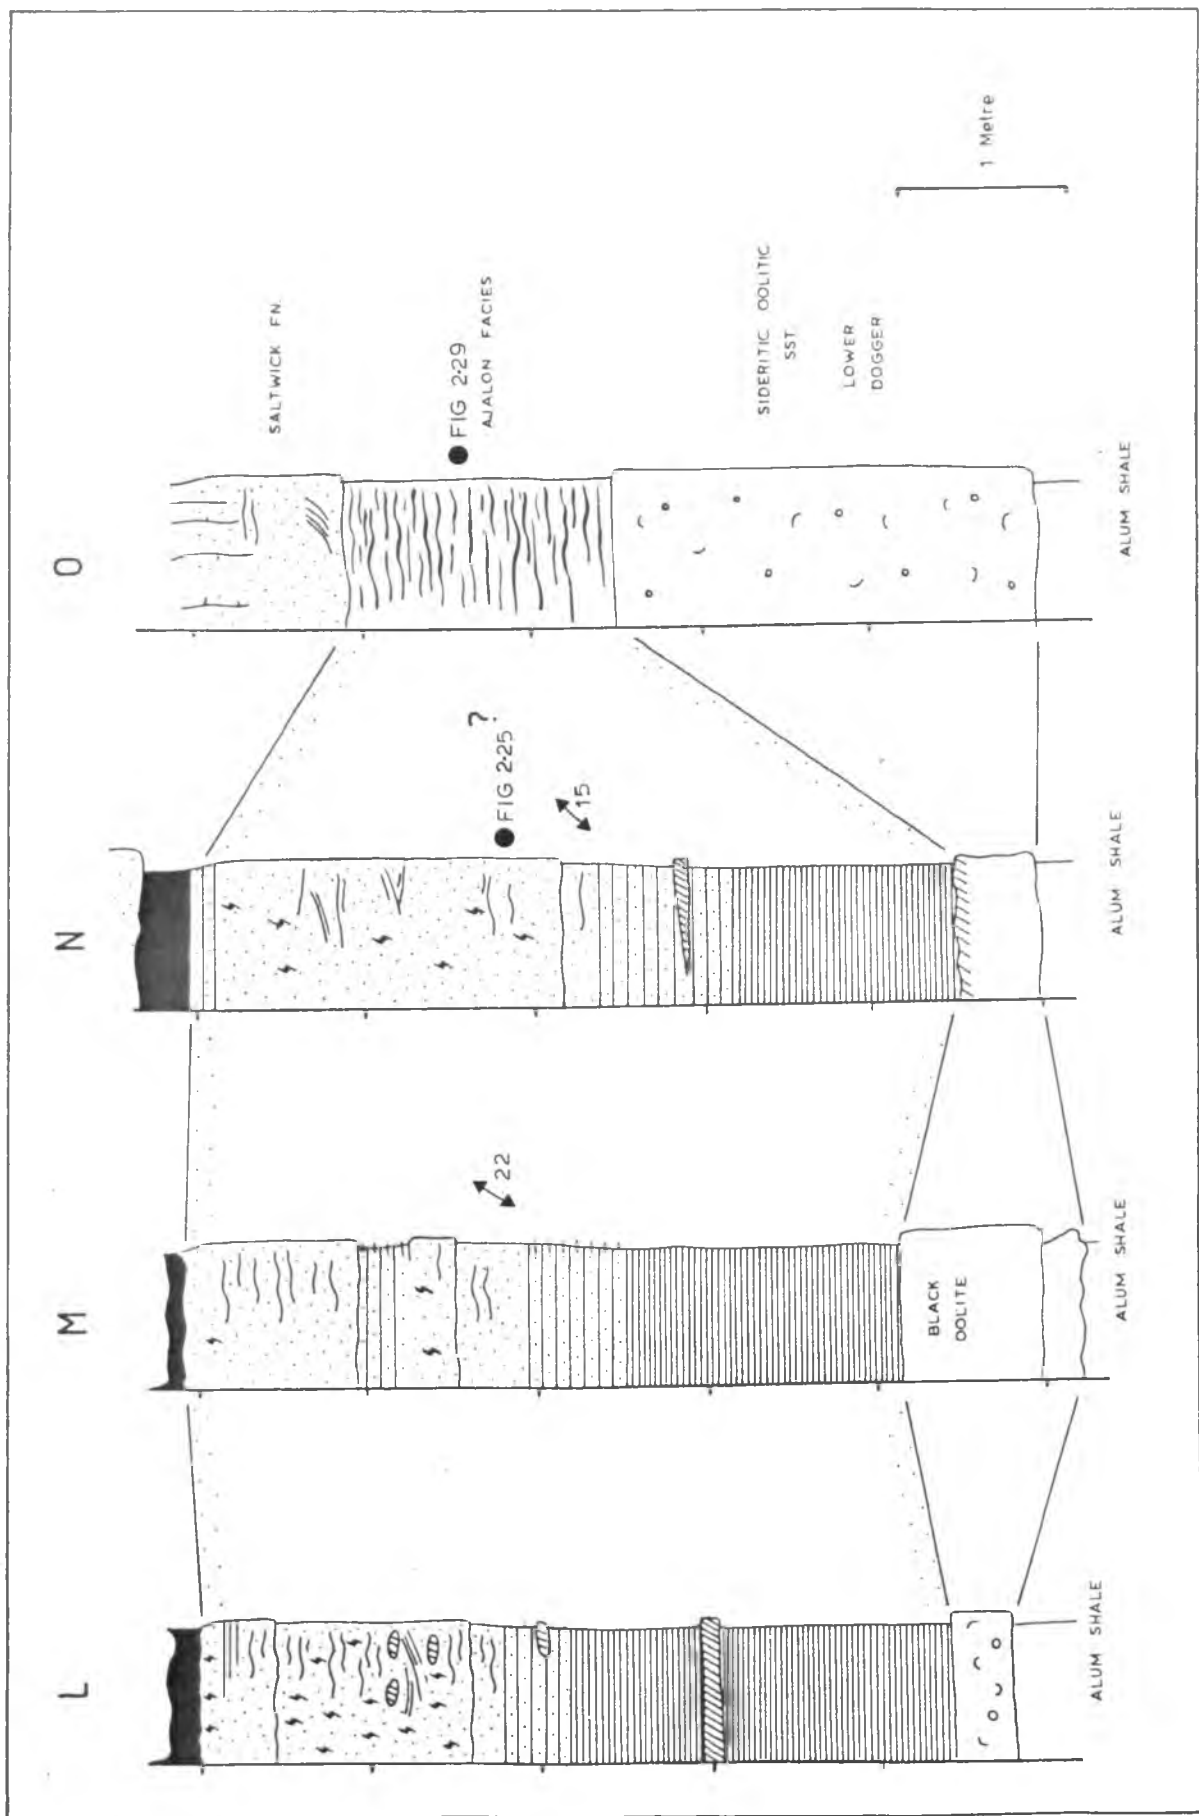 L
M
N
O
SALTWICK FN.
FIG 2·29
AJALON FACIES
SIDERITIC OOLITIC
SST
LOWER
DOGGER
ALUM SHALE
1 Metre
FIG 2·25 ?
15
ALUM SHALE
22
BLACK
OOLITE
ALUM SHALE
ALUM SHALE